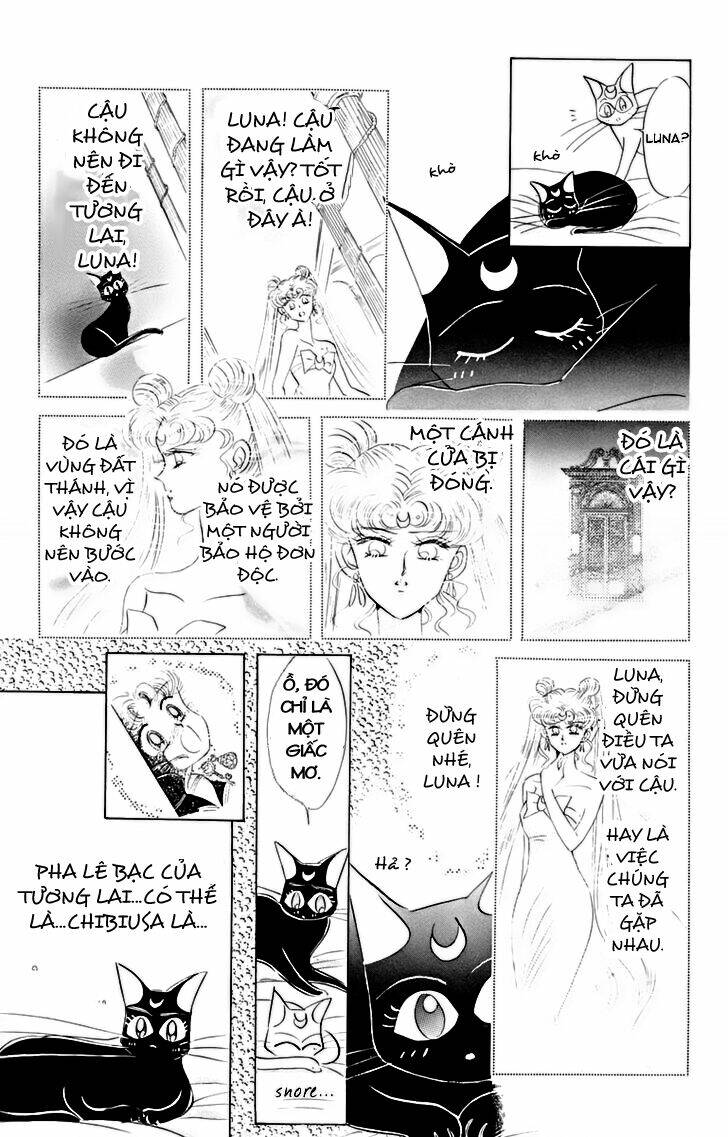 LUNA?
khò
khò
LUNA! CẬU
ĐANG LÀM
GÌ VẬY? TỐT
RỒI, CẬU Ở
ĐÂY À!
CẬU
KHÔNG
NÊN ĐI
ĐẾN
TƯƠNG
LAI,
LUNA!
ĐÓ LÀ
CÁI GÌ
VẬY?
MỘT CÁNH
CỬA BỊ
ĐÓNG.
NÓ ĐƯỢC
BẢO VỆ BỞI
MỘT NGƯỜI
BẢO HỘ ĐƠN
ĐỘC.
ĐÓ LÀ
VÙNG ĐẤT
THÁNH, VÌ
VẬY CẬU
KHÔNG
NÊN BƯỚC
VÀO.
LUNA,
ĐỪNG
QUÊN
ĐIỀU TA
VỪA NÓI
VỚI CẬU.
HAY LÀ
VIỆC
CHÚNG
TA ĐÃ
GẶP
NHAU.
ĐỪNG
QUÊN
NHÉ,
LUNA !
Hả ?
Ồ, ĐÓ
CHỈ LÀ
MỘT
GIẤC
MƠ.
snore...
PHA LÊ BẠC CỦA
TƯƠNG LAI...CÓ THỂ
LÀ...CHIBIUSA LÀ...